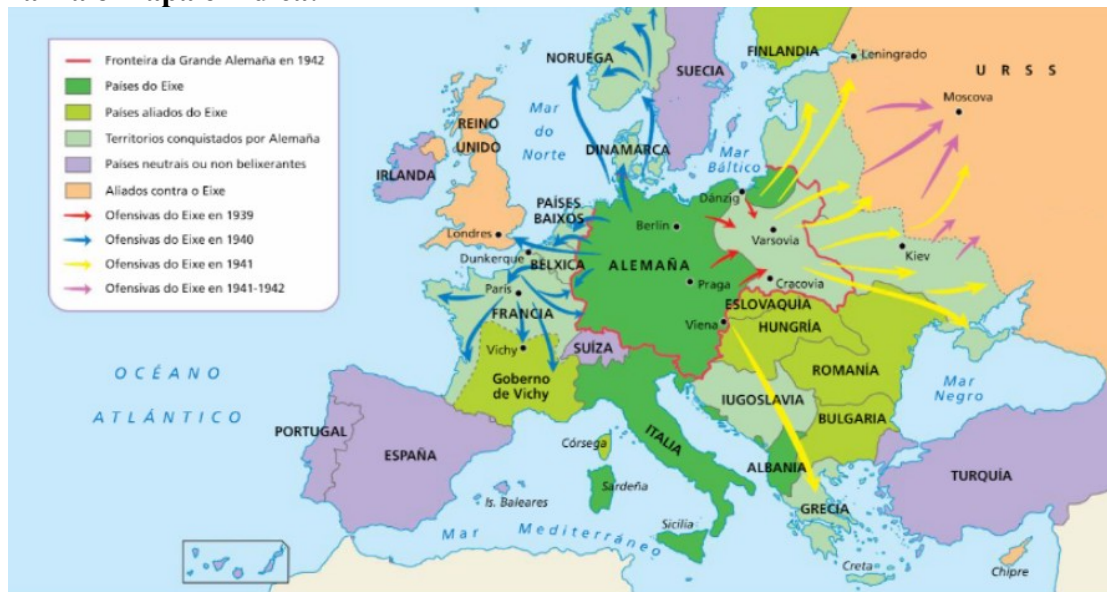 Fronteira da Grande Alemaña en 1942
Países do Eixe
Países aliados do Eixe
Territorios conquistados por Alemaña
Países neutrais ou non belixerantes
Aliados contra o Eixe
Ofensivas do Eixe en 1939
Ofensivas do Eixe en 1940
Ofensivas do Eixe en 1941
Ofensivas do Eixe en 1941-1942
NORUEGA
SUECIA
FINLANDIA
Leningrado
U R S S
Moscova
Mar
do
Norte
REINO
UNIDO
IRLANDA
DINAMARCA
Mar
Báltico
Dánzig
PAÍSES
BAIXOS
Berlín
Varsovia
Londres
Dunkerque
BÉLXICA
ALEMAÑA
Kiev
París
Praga
Cracovia
FRANCIA
ESLOVAQUIA
Viena
HUNGRÍA
Vichy
SUÍZA
OCÉANO
ATLÁNTICO
Goberno
de Vichy
ROMANÍA
Mar
Negro
IUGOSLAVIA
BULGARIA
PORTUGAL
ESPAÑA
Córsega
ITALIA
ALBANIA
TURQUÍA
Is. Baleares
Sardeña
GRECIA
Mar Mediterráneo
Sicilia
Creta
Chipre